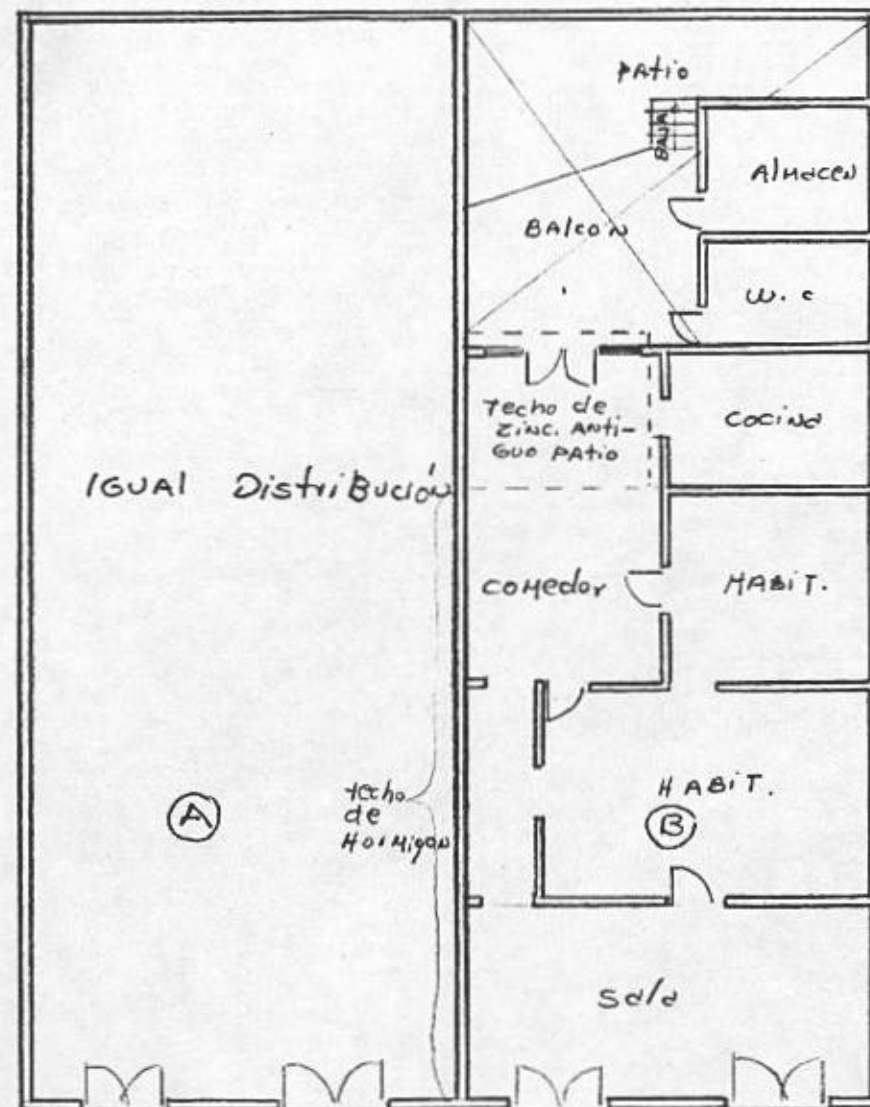 PAtio
BAJA
AlMaceN
BAlcoN
W. C
Techo de
ZiNC. ANti-
GUO PAtio
COCiNa
IGUAl DistriBucióN
COMedor
HABiT.
HABiT.
techo
de
HorMigoN
A
B
Sala